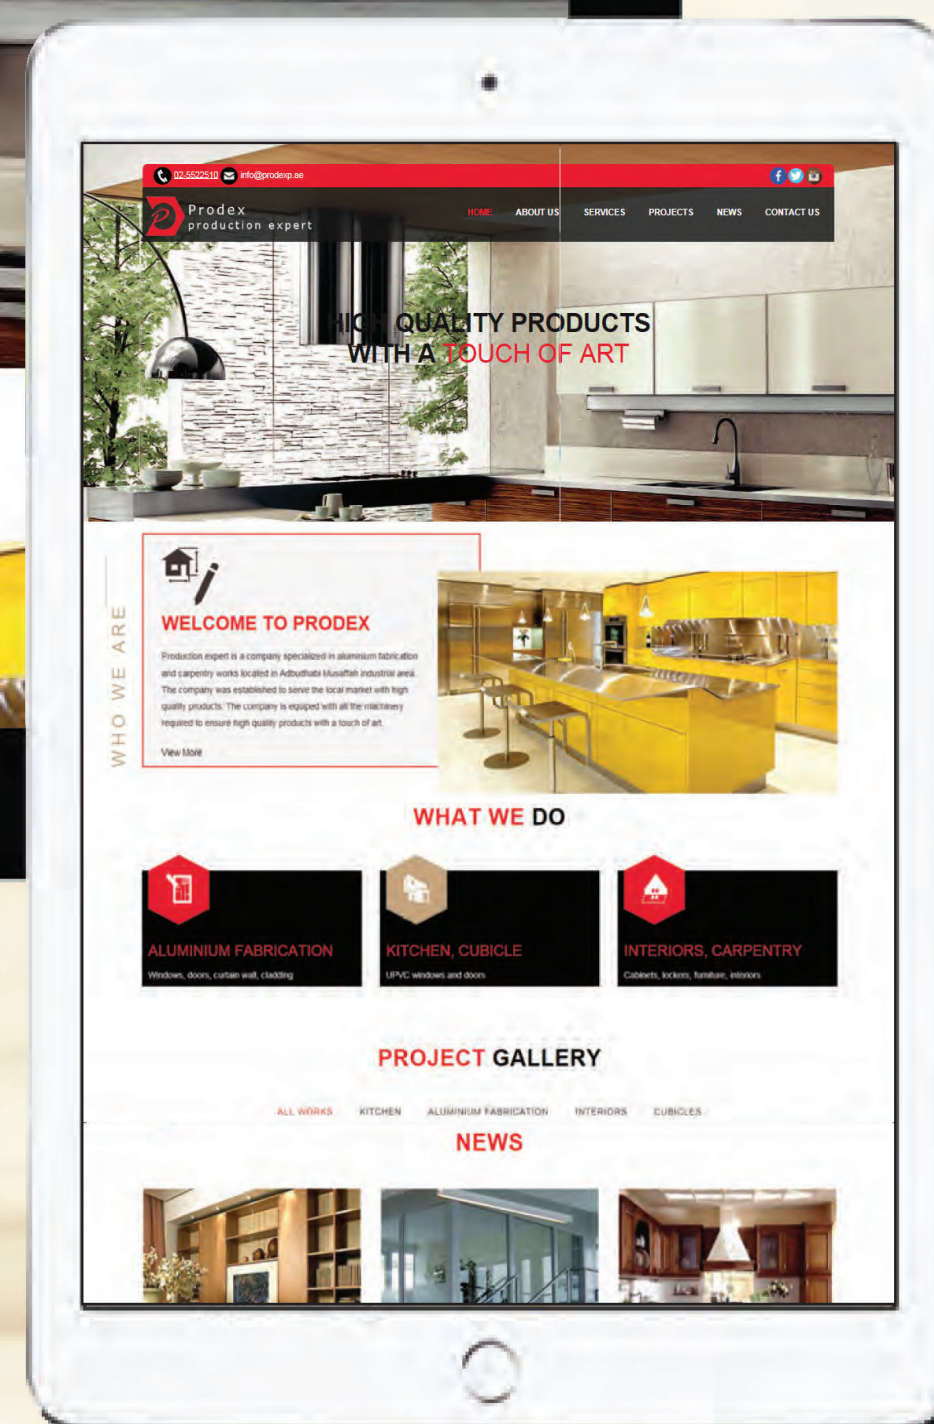 02-5522510 info@prodexp.ae
Prodex
production expert
HOME ABOUT US SERVICES PROJECTS NEWS CONTACT US
HIGH QUALITY PRODUCTS
WITH A TOUCH OF ART
WHO WE ARE
WELCOME TO PRODEX
Production expert is a company specialized in aluminium fabrication
and carpentry works located in Adbudhabi Musaffah industrial area.
The company was established to serve the local market with high
quality products. The company is equiped with all the machinery
required to ensure high quality products with a touch of art.
View More
WHAT WE DO
ALUMINIUM FABRICATION
Windows, doors, curtain wall, cladding
KITCHEN, CUBICLE
UPVC windows and doors
INTERIORS, CARPENTRY
Cabinets, lockers, furniture, interiors
PROJECT GALLERY
ALL WORKS KITCHEN ALUMINIUM FABRICATION INTERIORS CUBICLES
NEWS